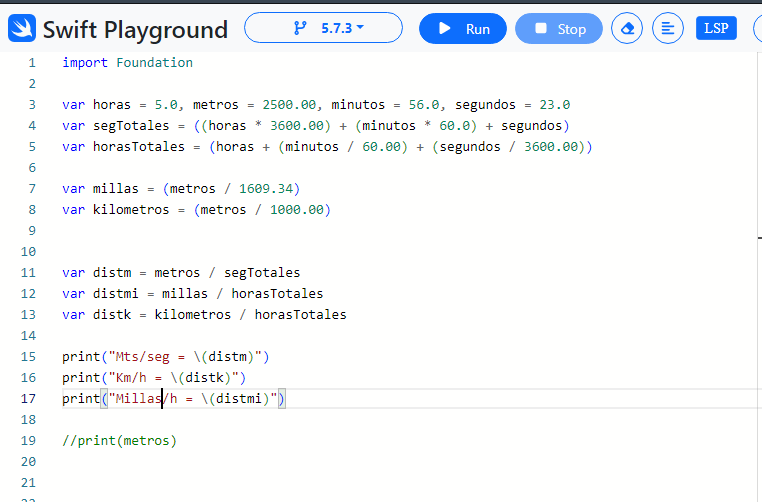 Swift Playground 5.7.3 Run Stop LSP
1 import Foundation
2
3 var horas = 5.0, metros = 2500.00, minutos = 56.0, segundos = 23.0
4 var segTotales = ((horas * 3600.00) + (minutos * 60.0) + segundos)
5 var horasTotales = (horas + (minutos / 60.00) + (segundos / 3600.00))
6
7 var millas = (metros / 1609.34)
8 var kilometros = (metros / 1000.00)
9
10
11 var distm = metros / segTotales
12 var distmi = millas / horasTotales
13 var distk = kilometros / horasTotales
14
15 print("Mts/seg = \(distm)")
16 print("Km/h = \(distk)")
17 print("Millas/h = \(distmi)")
18
19 //print(metros)
20
21